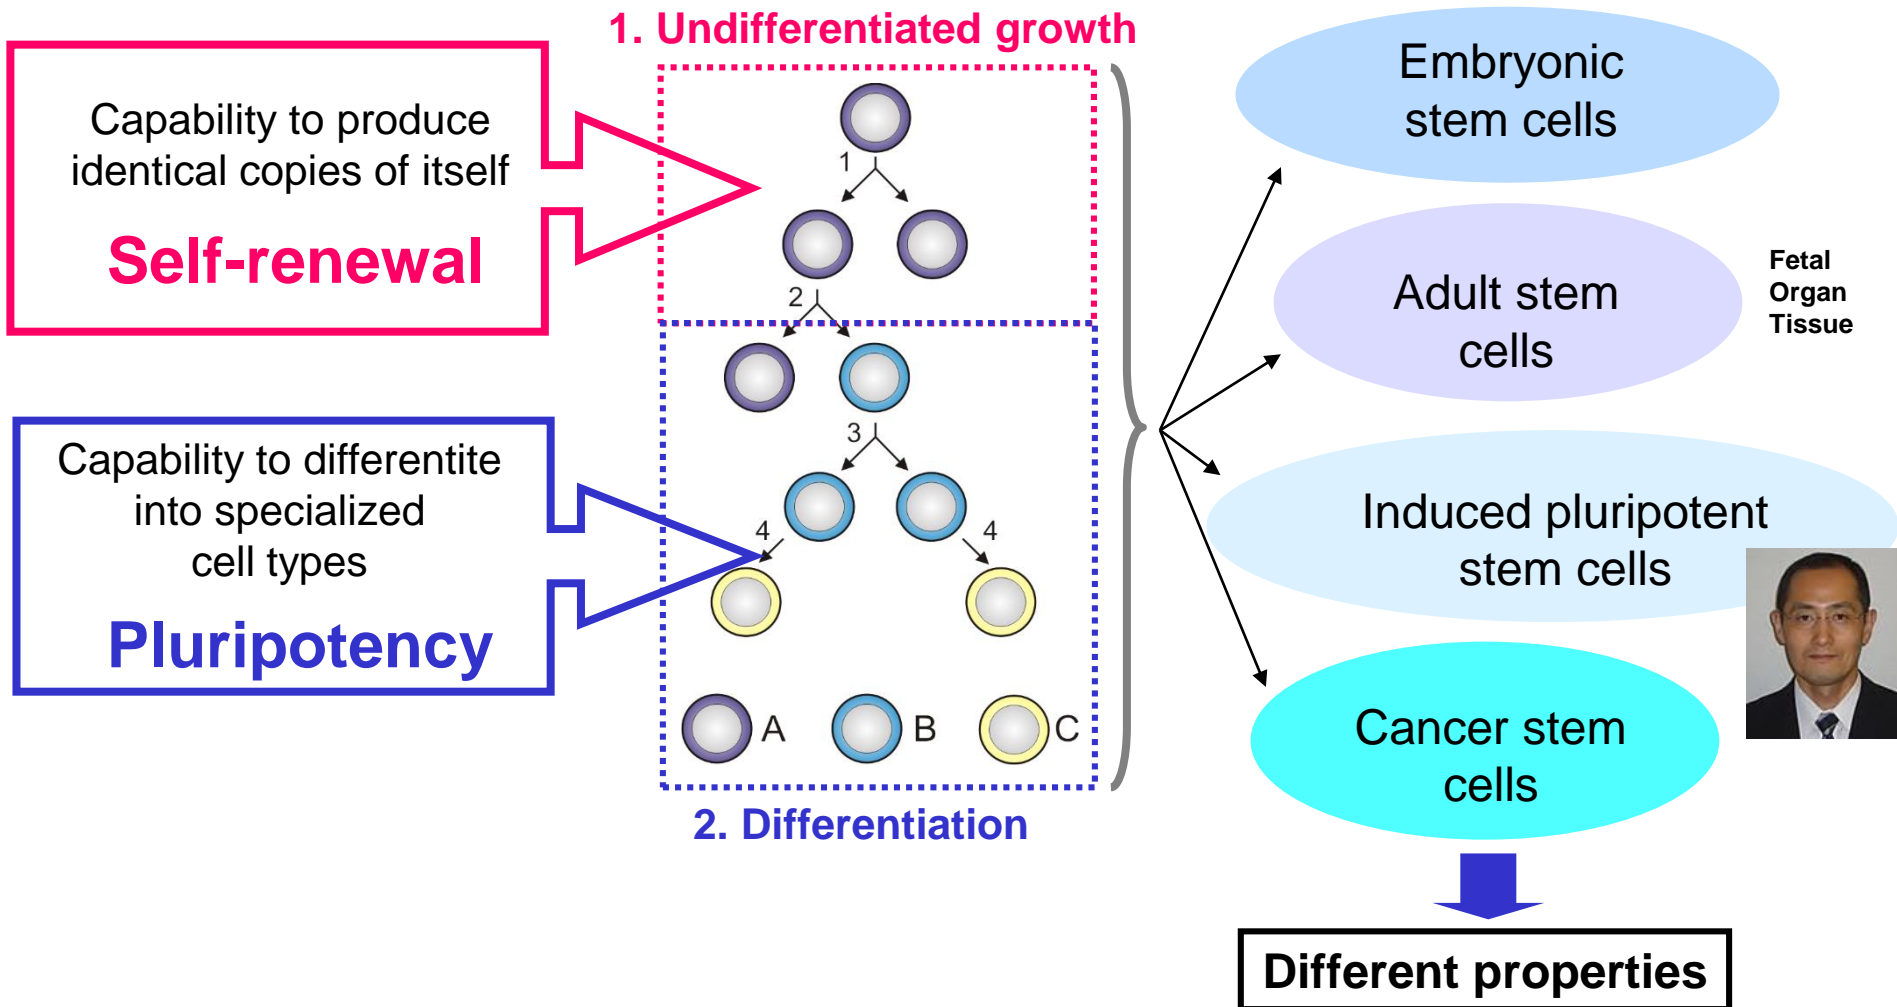 1. Undifferentiated growth
Capability to produce
identical copies of itself
Self-renewal
Capability to differentite
into specialized
cell types
Pluripotency
1
2
3
4
4
A
B
C
2. Differentiation
Embryonic
stem cells
Adult stem
cells
Fetal
Organ
Tissue
Induced pluripotent
stem cells
Cancer stem
cells
Different properties